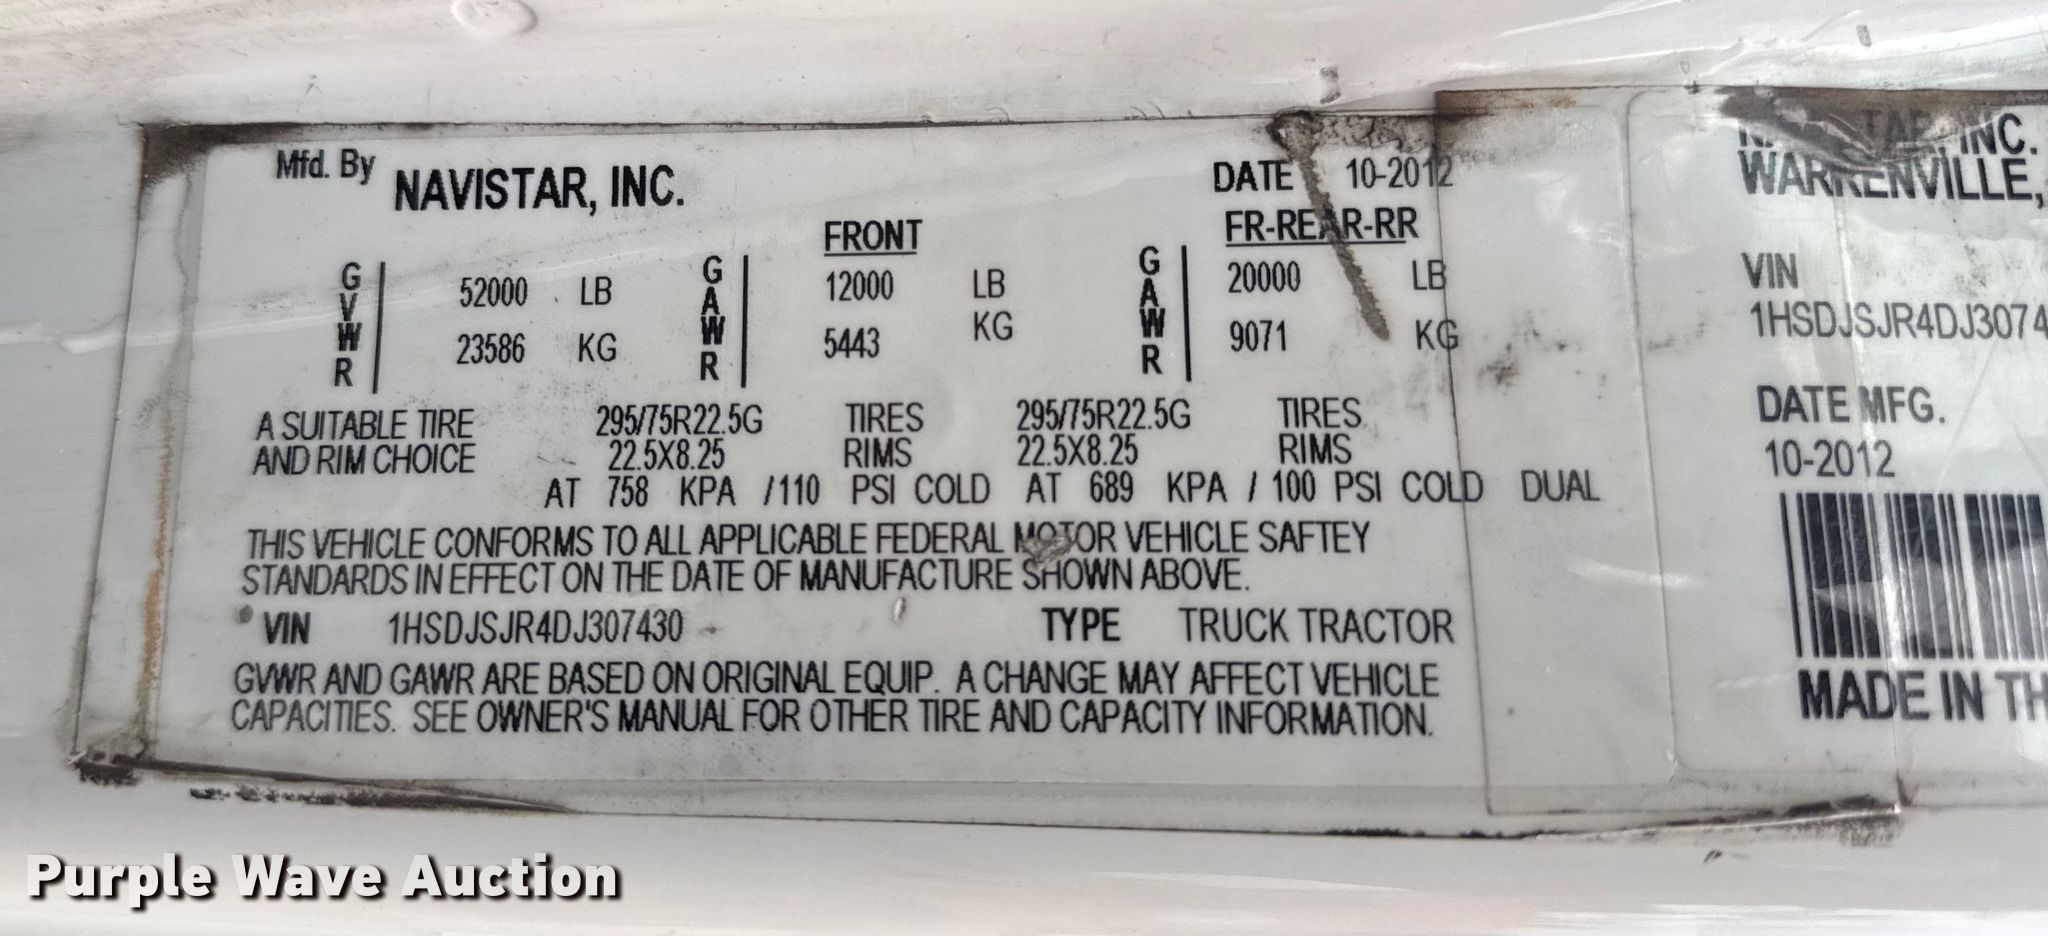 Mfd. By NAVISTAR, INC. DATE 10-2012
FRONT FR-REAR-RR
GVWR 52000 LB GAWR 12000 LB GAWR 20000 LB
23586 KG 5443 KG 9071 KG
A SUITABLE TIRE 295/75R22.5G TIRES 295/75R22.5G TIRES
AND RIM CHOICE 22.5X8.25 RIMS 22.5X8.25 RIMS
AT 758 KPA /110 PSI COLD AT 689 KPA / 100 PSI COLD DUAL
THIS VEHICLE CONFORMS TO ALL APPLICABLE FEDERAL MOTOR VEHICLE SAFTEY
STANDARDS IN EFFECT ON THE DATE OF MANUFACTURE SHOWN ABOVE.
VIN 1HSDJSJR4DJ307430 TYPE TRUCK TRACTOR
GVWR AND GAWR ARE BASED ON ORIGINAL EQUIP. A CHANGE MAY AFFECT VEHICLE
CAPACITIES. SEE OWNER'S MANUAL FOR OTHER TIRE AND CAPACITY INFORMATION.
INC.
WARRENVILLE,
VIN
1HSDJSJR4DJ3074
DATE MFG.
10-2012
MADE IN TH
Purple Wave Auction